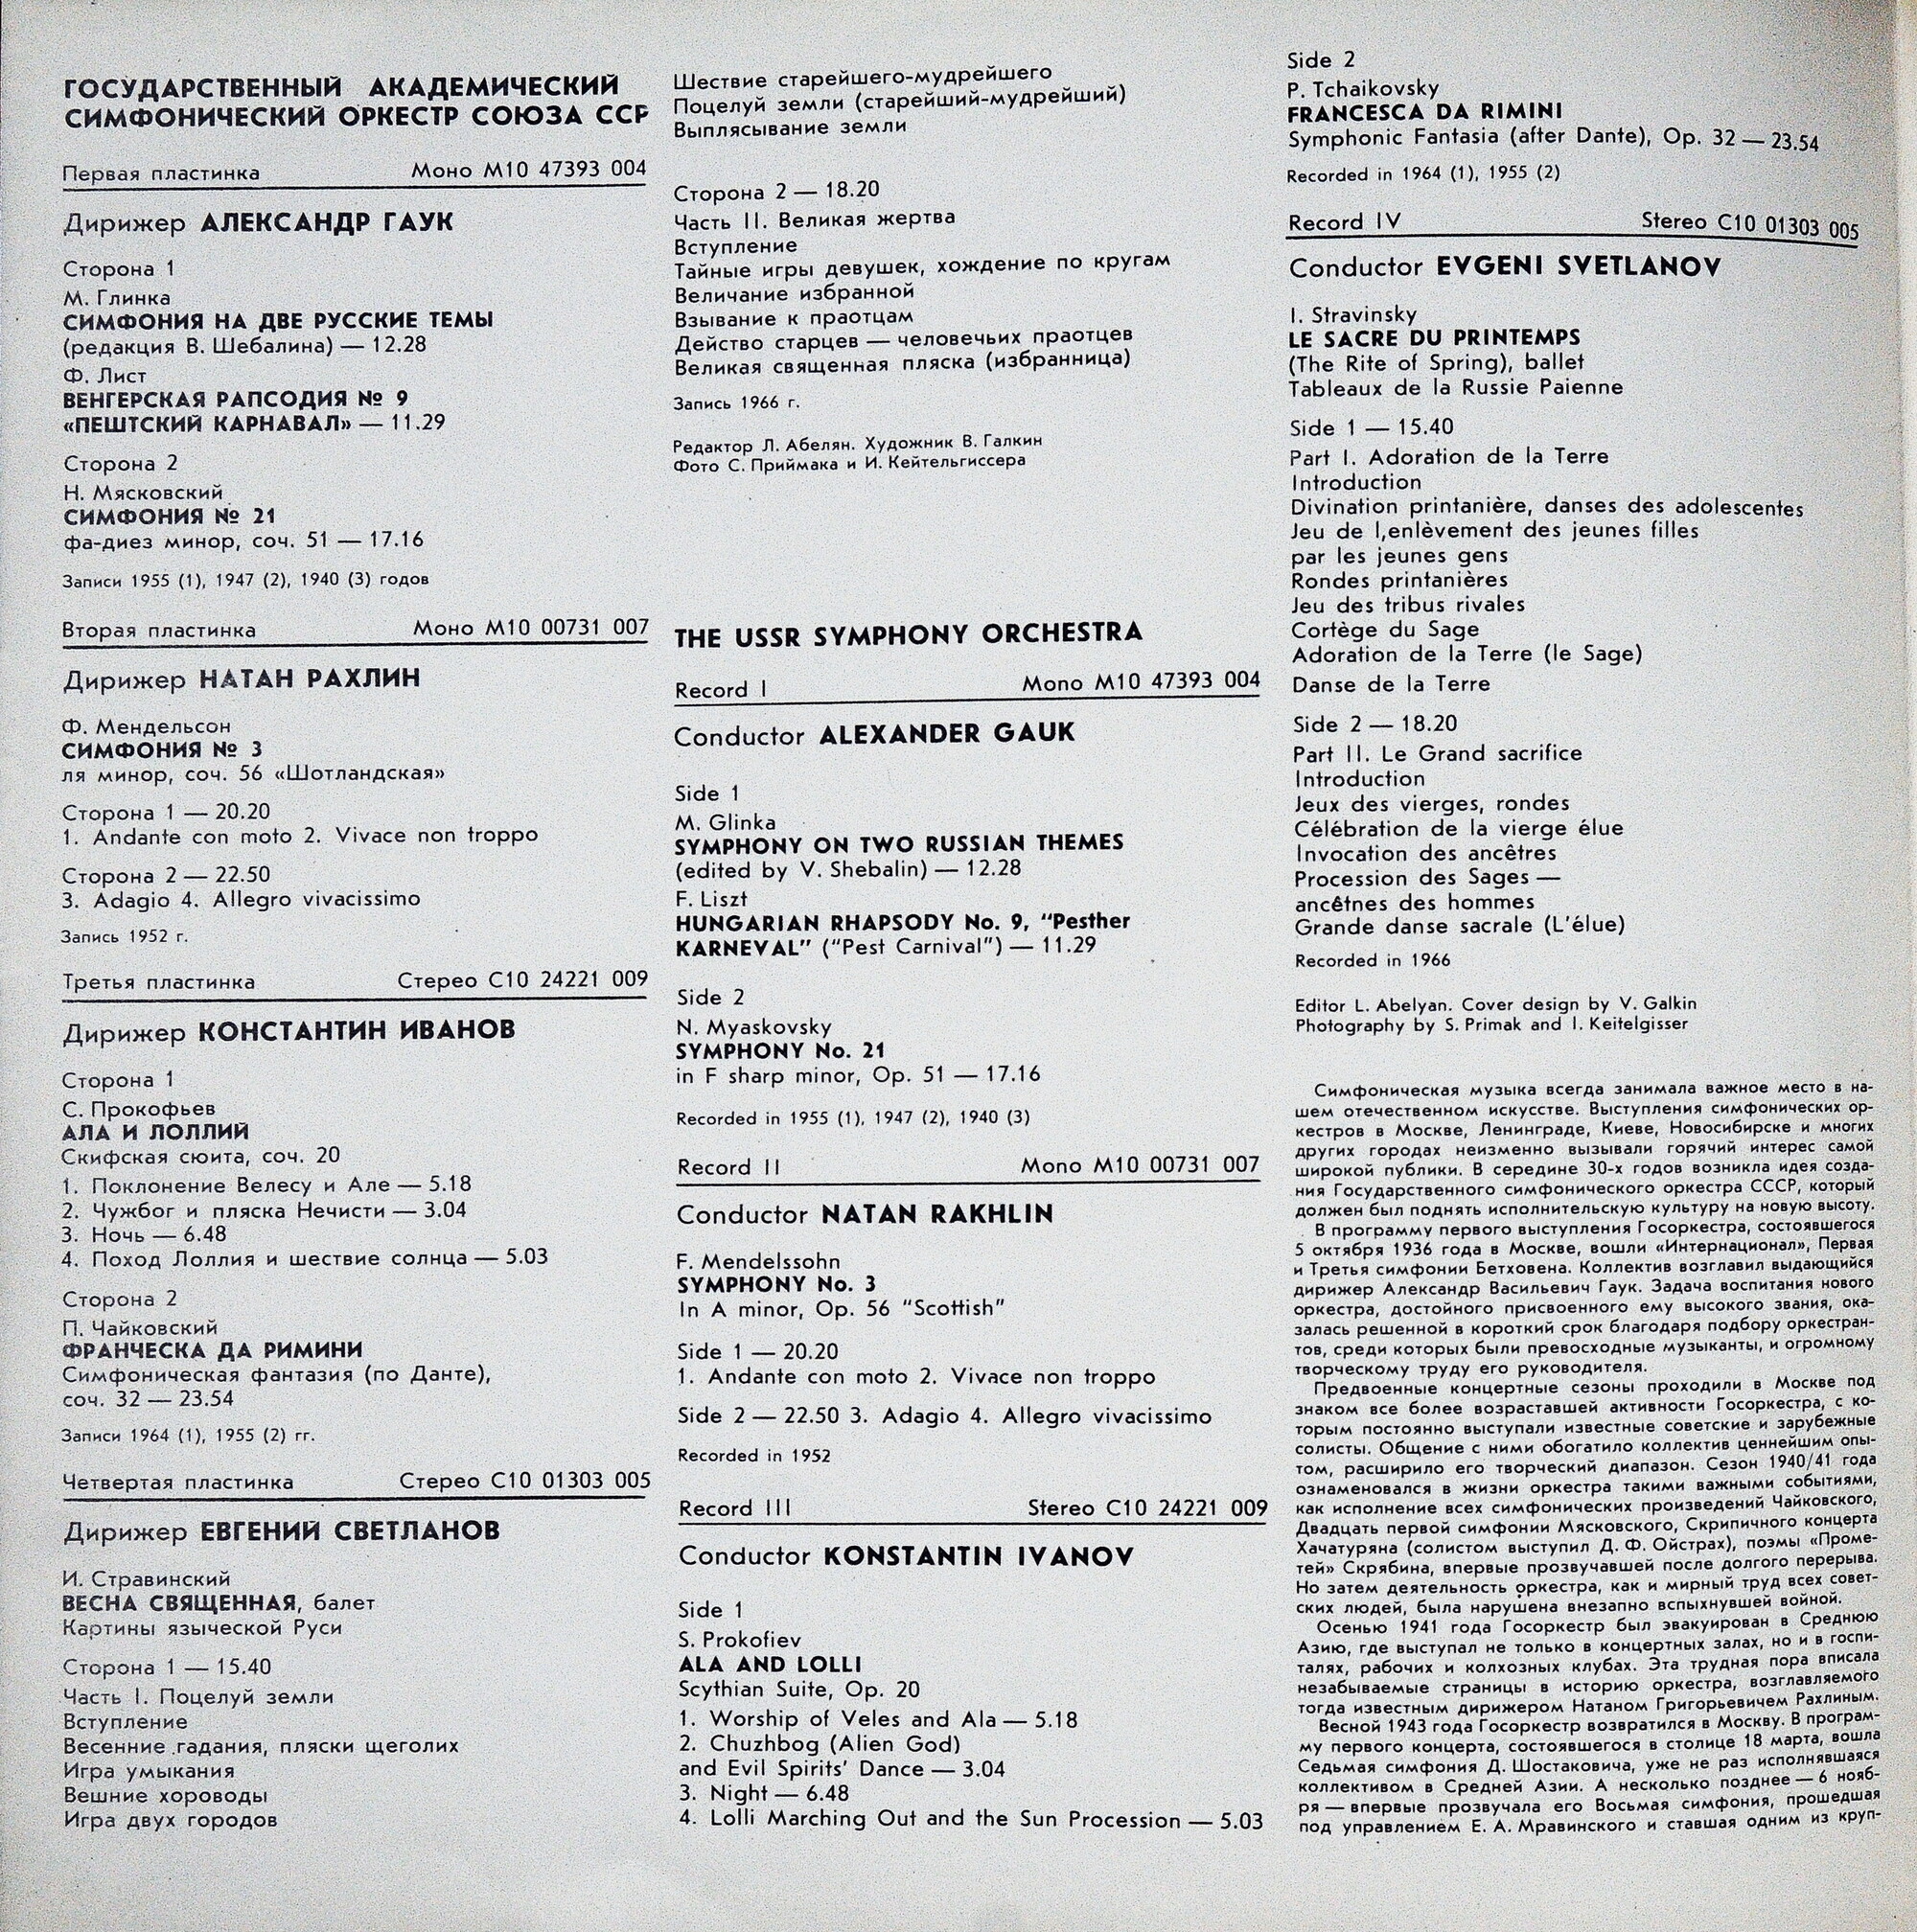 ГОСУДАРСТВЕННЫЙ АКАДЕМИЧЕСКИЙ
СИМФОНИЧЕСКИЙ ОРКЕСТР СОЮЗА ССР
Первая пластинка Моно М10 47393 004
Дирижер АЛЕКСАНДР ГАУК
Сторона 1
М. Глинка
СИМФОНИЯ НА ДВЕ РУССКИЕ ТЕМЫ
(редакция В. Шебалина) — 12.28
Ф. Лист
ВЕНГЕРСКАЯ РАПСОДИЯ № 9
«ПЕШТСКИЙ КАРНАВАЛ» — 11.29
Сторона 2
Н. Мясковский
СИМФОНИЯ № 21
фа-диез минор, соч. 51 — 17.16
Записи 1955 (1), 1947 (2), 1940 (3) годов
Вторая пластинка Моно М10 00731 007
Дирижер НАТАН РАХЛИН
Ф. Мендельсон
СИМФОНИЯ № 3
ля минор, соч. 56 «Шотландская»
Сторона 1 — 20.20
1. Andante con moto 2. Vivace non troppo
Сторона 2 — 22.50
3. Adagio 4. Allegro vivacissimo
Запись 1952 г.
Третья пластинка Стерео С10 24221 009
Дирижер КОНСТАНТИН ИВАНОВ
Сторона 1
С. Прокофьев
АЛА И ЛОЛЛИЙ
Скифская сюита, соч. 20
1. Поклонение Велесу и Але — 5.18
2. Чужбог и пляска Нечисти — 3.04
3. Ночь — 6.48
4. Поход Лоллия и шествие солнца — 5.03
Сторона 2
П. Чайковский
ФРАНЧЕСКА ДА РИМИНИ
Симфоническая фантазия (по Данте),
соч. 32 — 23.54
Записи 1964 (1), 1955 (2) гг.
Четвертая пластинка Стерео С10 01303 005
Дирижер ЕВГЕНИЙ СВЕТЛАНОВ
И. Стравинский
ВЕСНА СВЯЩЕННАЯ, балет
Картины языческой Руси
Сторона 1 — 15.40
Часть I. Поцелуй земли
Вступление
Весенние гадания, пляски щеголих
Игра умыкания
Вешние хороводы
Игра двух городов
Шествие старейшего-мудрейшего
Поцелуй земли (старейший-мудрейший)
Выплясывание земли
Сторона 2 — 18.20
Часть II. Великая жертва
Вступление
Тайные игры девушек, хождение по кругам
Величание избранной
Взывание к праотцам
Действо старцев — человечьих праотцев
Великая священная пляска (избранница)
Запись 1966 г.
Редактор Л. Абелян. Художник В. Галкин
Фото С. Приймака и И. Кейтельгиссера
THE USSR SYMPHONY ORCHESTRA
Record I Mono M10 47393 004
Conductor ALEXANDER GAUK
Side 1
M. Glinka
SYMPHONY ON TWO RUSSIAN THEMES
(edited by V. Shebalin) — 12.28
F. Liszt
HUNGARIAN RHAPSODY No. 9, "Pesther
KARNEVAL" ("Pest Carnival") — 11.29
Side 2
N. Myaskovsky
SYMPHONY No. 21
in F sharp minor, Op. 51 — 17.16
Recorded in 1955 (1), 1947 (2), 1940 (3)
Record II Mono M10 00731 007
Conductor NATAN RAKHLIN
F. Mendelssohn
SYMPHONY No. 3
In A minor, Op. 56 "Scottish"
Side 1 — 20.20
1. Andante con moto 2. Vivace non troppo
Side 2 — 22.50 3. Adagio 4. Allegro vivacissimo
Recorded in 1952
Record III Stereo C10 24221 009
Conductor KONSTANTIN IVANOV
Side 1
S. Prokofiev
ALA AND LOLLI
Scythian Suite, Op. 20
1. Worship of Veles and Ala — 5.18
2. Chuzhbog (Alien God)
and Evil Spirits' Dance — 3.04
3. Night — 6.48
4. Lolli Marching Out and the Sun Procession — 5.03
Side 2
P. Tchaikovsky
FRANCESCA DA RIMINI
Symphonic Fantasia (after Dante), Op. 32 — 23.54
Recorded in 1964 (1), 1955 (2)
Record IV Stereo C10 01303 005
Conductor EVGENI SVETLANOV
I. Stravinsky
LE SACRE DU PRINTEMPS
(The Rite of Spring), ballet
Tableaux de la Russie Paienne
Side 1 — 15.40
Part I. Adoration de la Terre
Introduction
Divination printanière, danses des adolescentes
Jeu de l,enlèvement des jeunes filles
par les jeunes gens
Rondes printanières
Jeu des tribus rivales
Cortège du Sage
Adoration de la Terre (le Sage)
Danse de la Terre
Side 2 — 18.20
Part II. Le Grand sacrifice
Introduction
Jeux des vierges, rondes
Célébration de la vierge élue
Invocation des ancêtres
Procession des Sages —
ancêtnes des hommes
Grande danse sacrale (L'élue)
Recorded in 1966
Editor L. Abelyan. Cover design by V. Galkin
Photography by S. Primak and I. Keitelgisser
Симфоническая музыка всегда занимала важное место в на-
шем отечественном искусстве. Выступления симфонических ор-
кестров в Москве, Ленинграде, Киеве, Новосибирске и многих
других городах неизменно вызывали горячий интерес самой
широкой публики. В середине 30-х годов возникла идея созда-
ния Государственного симфонического оркестра СССР, который
должен был поднять исполнительскую культуру на новую высоту.
В программу первого выступления Госоркестра, состоявшегося
5 октября 1936 года в Москве, вошли «Интернационал», Первая
и Третья симфонии Бетховена. Коллектив возглавил выдающийся
дирижер Александр Васильевич Гаук. Задача воспитания нового
оркестра, достойного присвоенного ему высокого звания, ока-
залась решенной в короткий срок благодаря подбору оркестран-
тов, среди которых были превосходные музыканты, и огромному
творческому труду его руководителя.
Предвоенные концертные сезоны проходили в Москве под
знаком все более возраставшей активности Госоркестра, с ко-
торым постоянно выступали известные советские и зарубежные
солисты. Общение с ними обогатило коллектив ценнейшим опы-
том, расширило его творческий диапазон. Сезон 1940/41 года
ознаменовался в жизни оркестра такими важными событиями,
как исполнение всех симфонических произведений Чайковского,
Двадцать первой симфонии Мясковского, Скрипичного концерта
Хачатуряна (солистом выступил Д. Ф. Ойстрах), поэмы «Проме-
тей» Скрябина, впервые прозвучавшей после долгого перерыва.
Но затем деятельность оркестра, как и мирный труд всех совет-
ских людей, была нарушена внезапно вспыхнувшей войной.
Осенью 1941 года Госоркестр был эвакуирован в Среднюю
Азию, где выступал не только в концертных залах, но и в госпи-
талях, рабочих и колхозных клубах. Эта трудная пора вписала
незабываемые страницы в историю оркестра, возглавляемого
тогда известным дирижером Натаном Григорьевичем Рахлиным.
Весной 1943 года Госоркестр возвратился в Москву. В програм-
му первого концерта, состоявшегося в столице 18 марта, вошла
Седьмая симфония Д. Шостаковича, уже не раз исполнявшаяся
коллективом в Средней Азии. А несколько позднее — 6 нояб-
ря — впервые прозвучала его Восьмая симфония, прошедшая
под управлением Е. А. Мравинского и ставшая одним из круп-